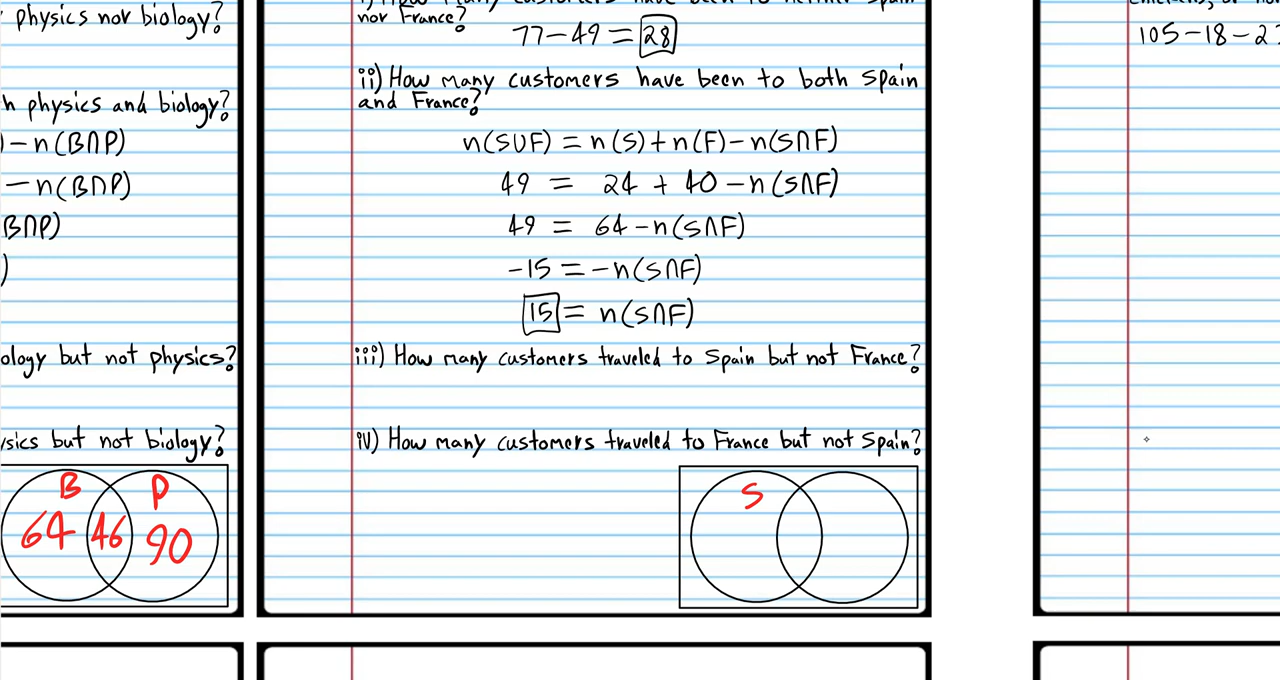 physics nor biology?
h physics and biology?
)-n(B∩P)
-n(B∩P)
B∩P)
)
ology but not physics?
sics but not biology?
B P
64 46 90
nor France?
77-49=28
ii) How many customers have been to both Spain
and France?
n(S∪F) = n(S)+n(F)-n(S∩F)
49 = 24 + 40 -n(S∩F)
49 = 64-n(S∩F)
-15 = -n(S∩F)
15 = n(S∩F)
iii) How many customers traveled to Spain but not France?
iv) How many customers traveled to France but not Spain?
S
105-18-2